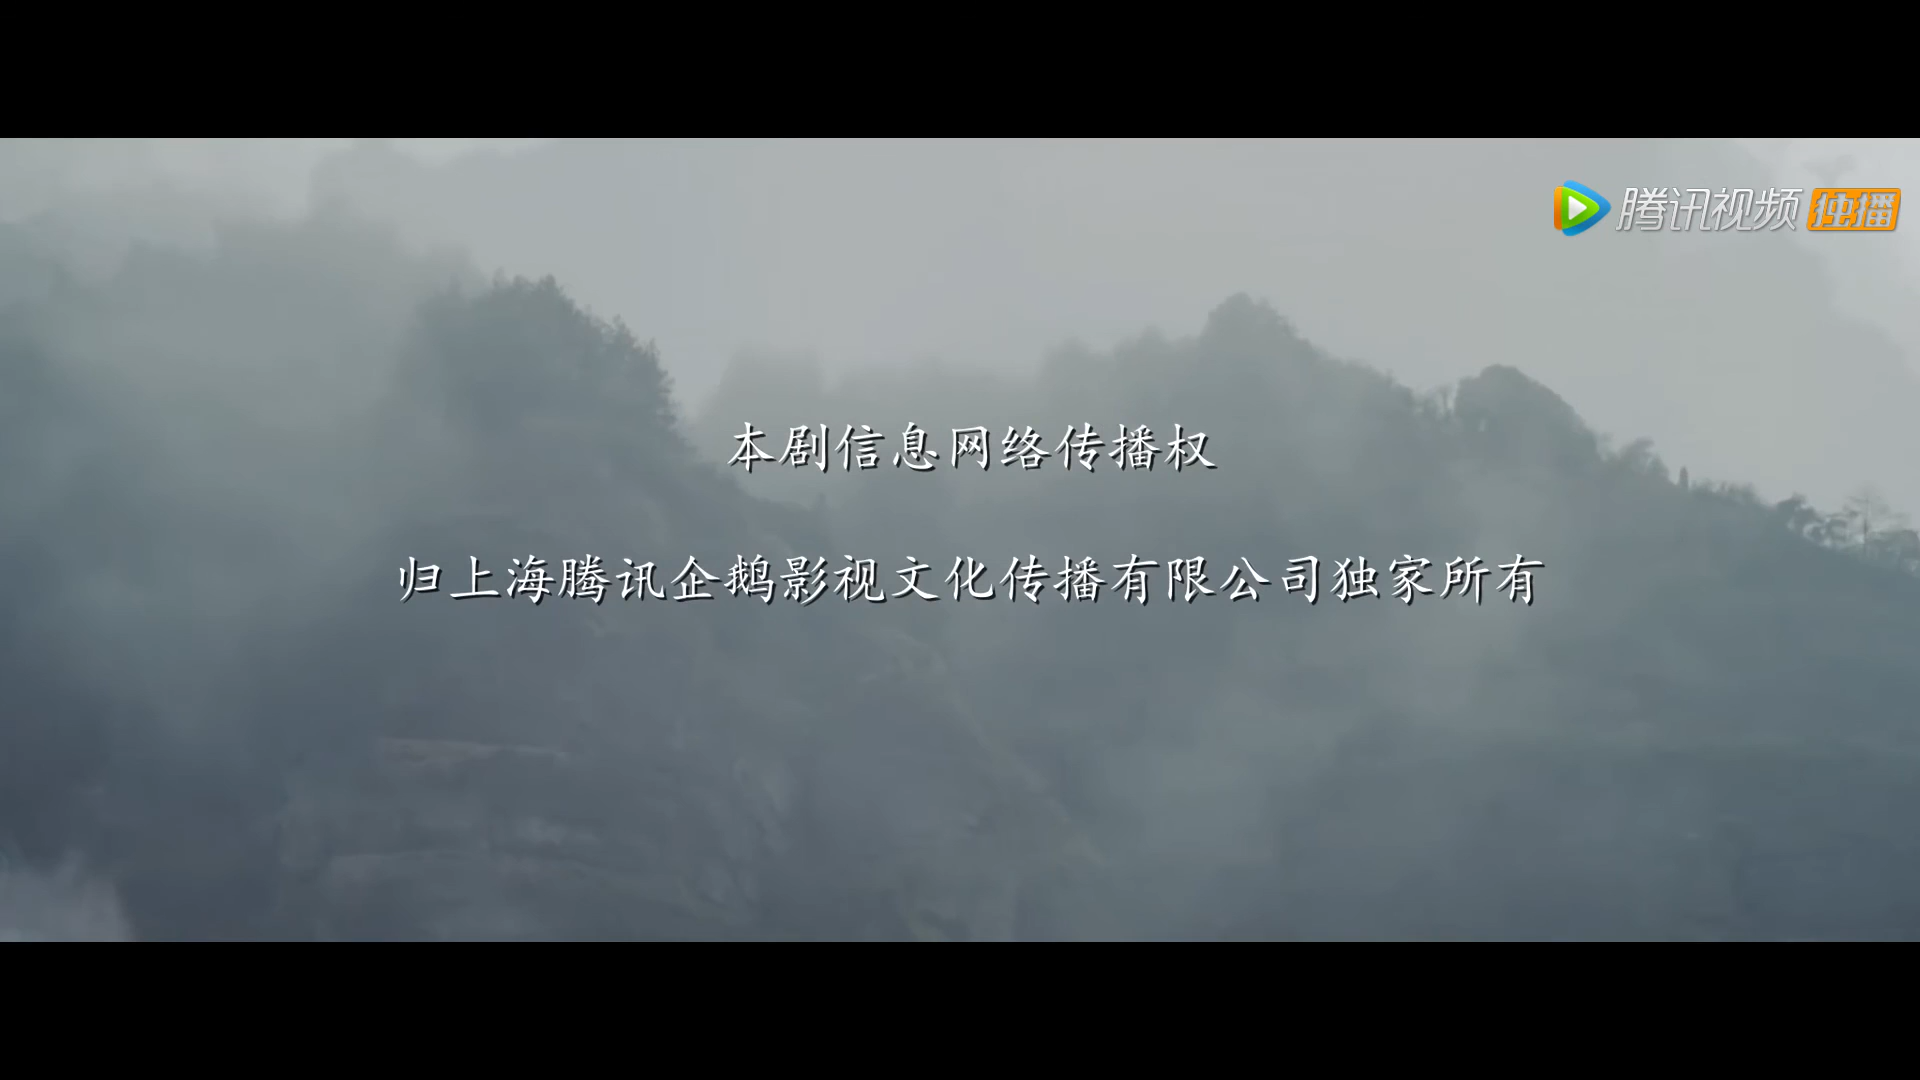 腾讯视频 独播
本剧信息网络传播权
归上海腾讯企鹅影视文化传播有限公司独家所有